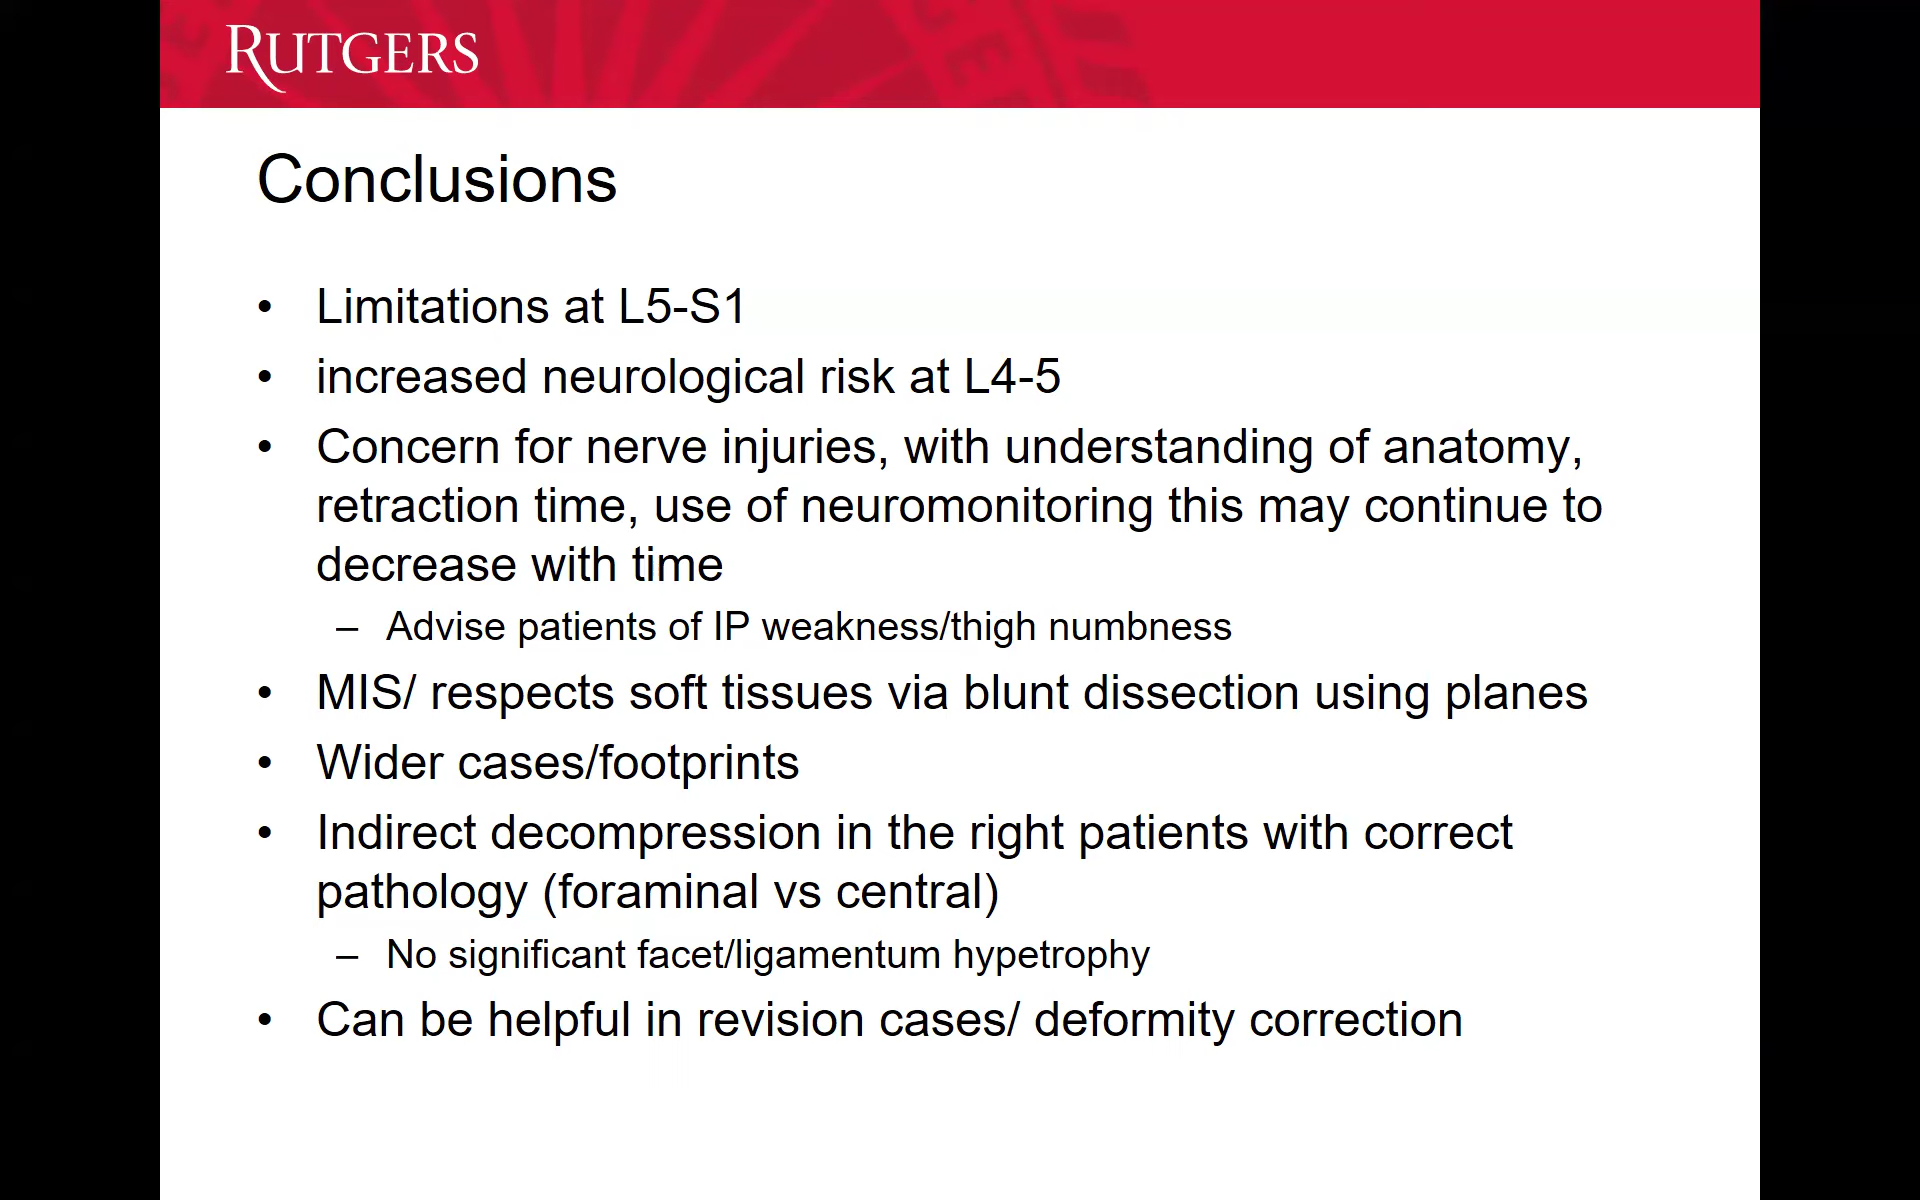 RUTGERS
Conclusions
• Limitations at L5-S1
• increased neurological risk at L4-5
• Concern for nerve injuries, with understanding of anatomy,
retraction time, use of neuromonitoring this may continue to
decrease with time
– Advise patients of IP weakness/thigh numbness
• MIS/ respects soft tissues via blunt dissection using planes
• Wider cases/footprints
• Indirect decompression in the right patients with correct
pathology (foraminal vs central)
– No significant facet/ligamentum hypetrophy
• Can be helpful in revision cases/ deformity correction